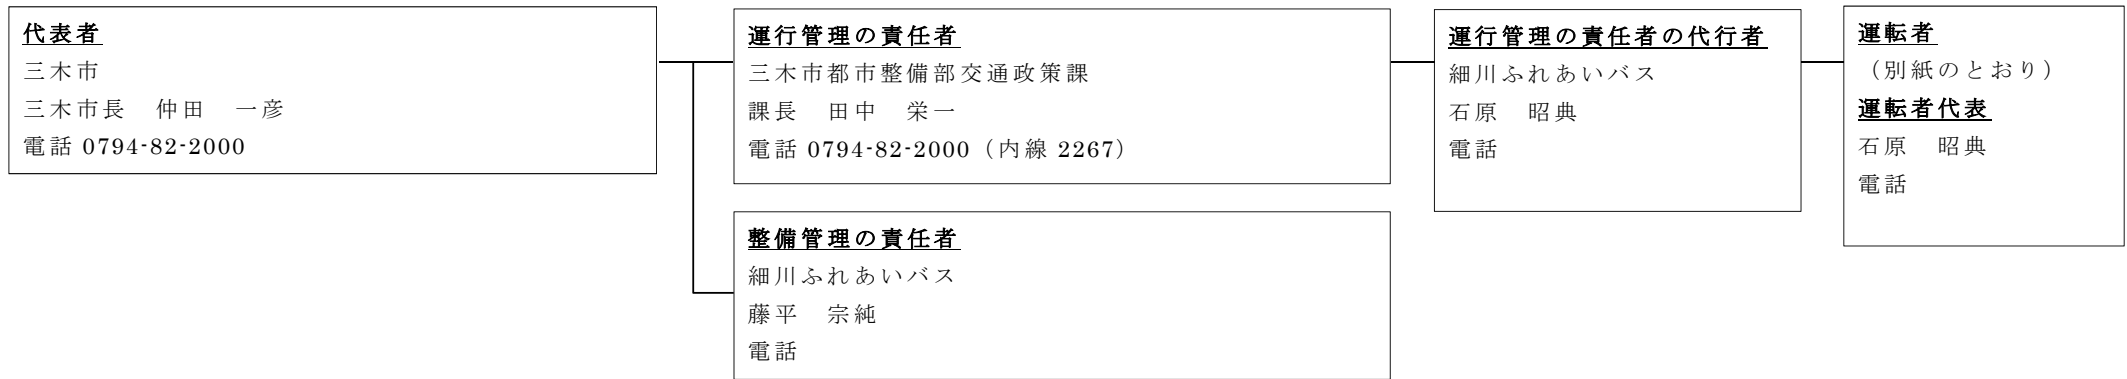 代表者
三木市
三木市長　仲田　一彦
電話 0794-82-2000
運行管理の責任者
三木市都市整備部交通政策課
課長　田中　栄一
電話 0794-82-2000（内線 2267）
整備管理の責任者
細川ふれあいバス
藤平　宗純
電話
運行管理の責任者の代行者
細川ふれあいバス
石原　昭典
電話
運転者
（別紙のとおり）
運転者代表
石原　昭典
電話